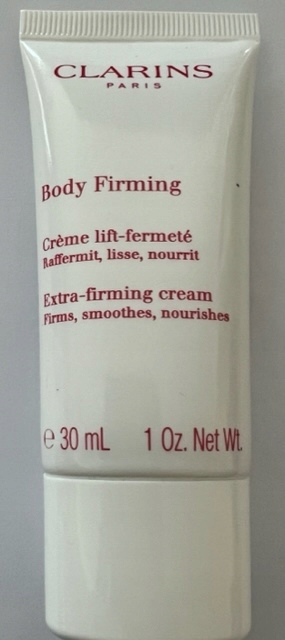 CLARINS
PARIS
Body Firming
Crème lift-fermeté
Raffermit, lisse, nourrit
Extra-firming cream
Firms, smoothes, nourishes
℮ 30 mL 1 Oz. Net Wt.